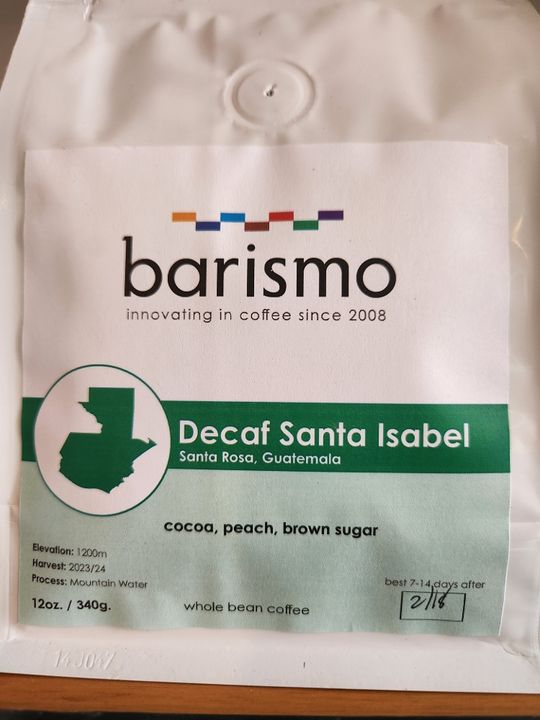 barismo
innovating in coffee since 2008
Decaf Santa Isabel
Santa Rosa, Guatemala
cocoa, peach, brown sugar
Elevation: 1200m
Harvest: 2023/24
Process: Mountain Water
best 7-14 days after
2/18
12oz. / 340g.
whole bean coffee